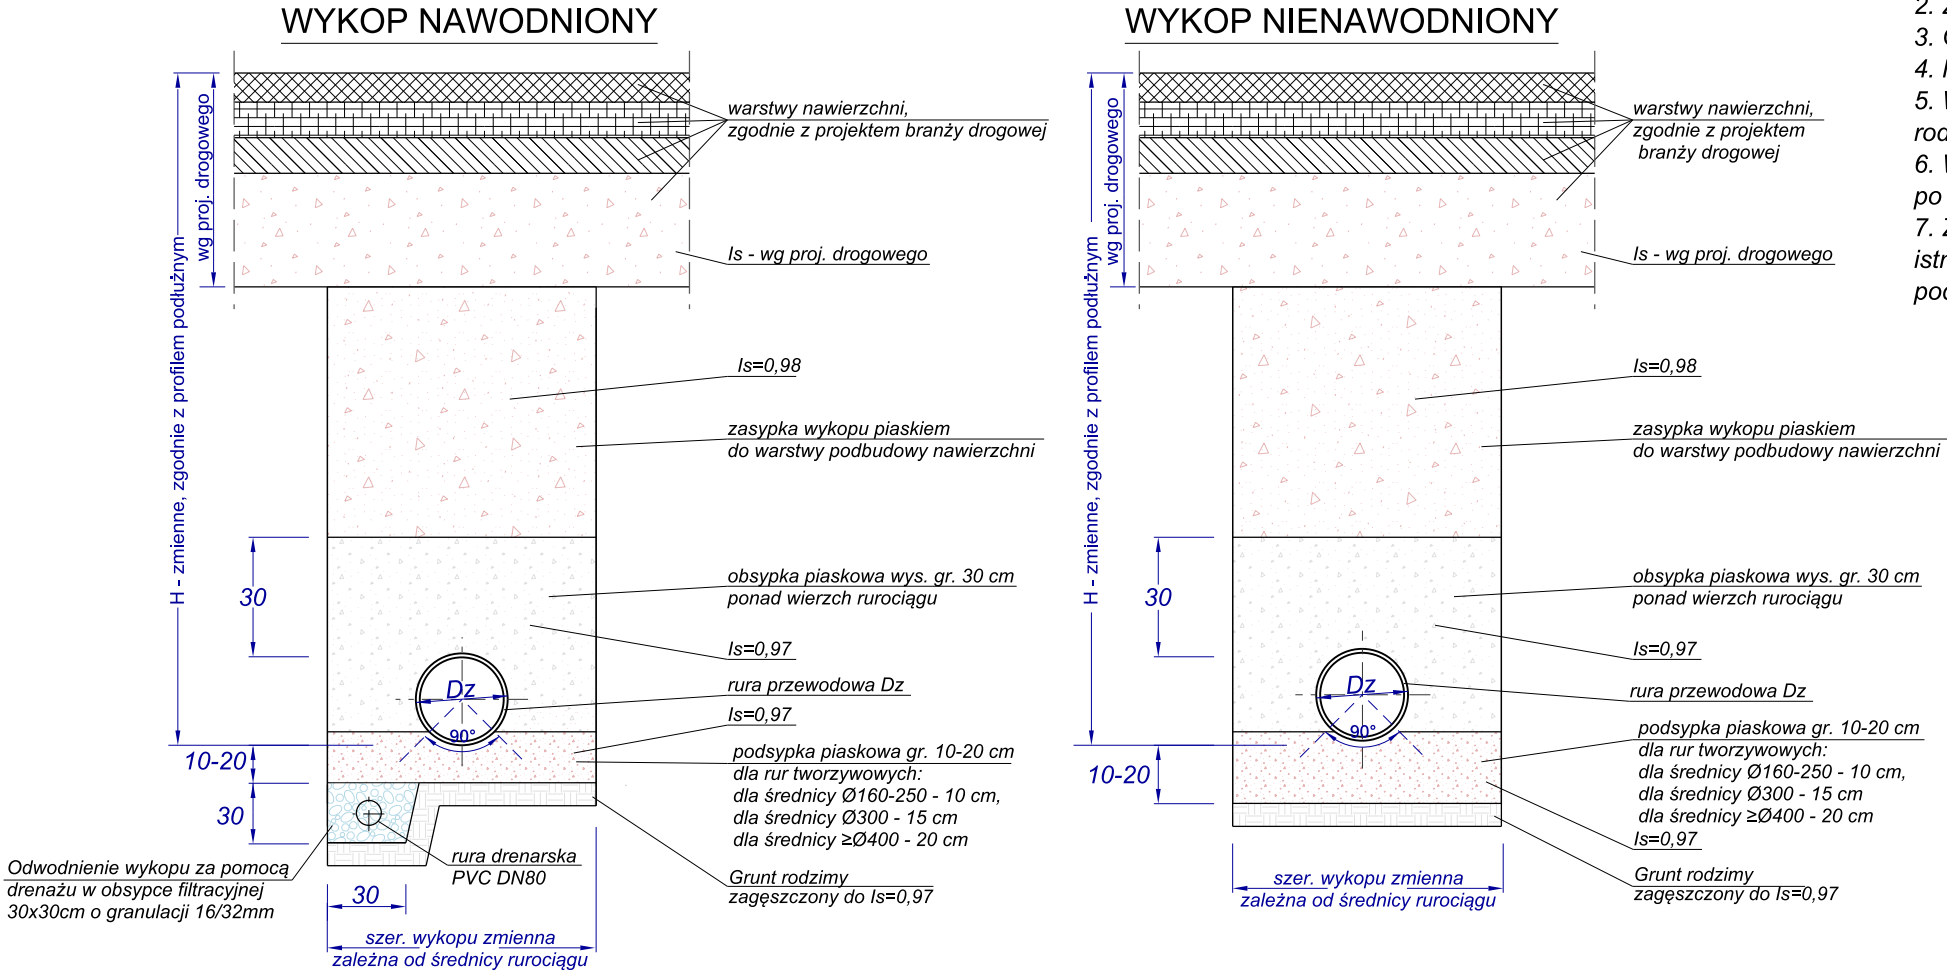 WYKOP NAWODNIONY
H - zmienne, zgodnie z profilem podłużnym
wg proj. drogowego
warstwy nawierzchni,
zgodnie z projektem branży drogowej
Is - wg proj. drogowego
Is=0,98
zasypka wykopu piaskiem
do warstwy podbudowy nawierzchni
30
obsypka piaskowa wys. gr. 30 cm
ponad wierzch rurociągu
Is=0,97
Dz
rura przewodowa Dz
90°
Is=0,97
10-20
podsypka piaskowa gr. 10-20 cm
dla rur tworzywowych:
dla średnicy Ø160-250 - 10 cm,
dla średnicy Ø300 - 15 cm
dla średnicy ≥Ø400 - 20 cm
30
Odwodnienie wykopu za pomocą
drenażu w obsypce filtracyjnej
30x30cm o granulacji 16/32mm
rura drenarska
PVC DN80
30
Grunt rodzimy
zagęszczony do Is=0,97
szer. wykopu zmienna
zależna od średnicy rurociągu
WYKOP NIENAWODNIONY
H - zmienne, zgodnie z profilem podłużnym
wg proj. drogowego
warstwy nawierzchni,
zgodnie z projektem
branży drogowej
Is - wg proj. drogowego
Is=0,98
zasypka wykopu piaskiem
do warstwy podbudowy nawierzchni
30
obsypka piaskowa wys. gr. 30 cm
ponad wierzch rurociągu
Is=0,97
Dz
rura przewodowa Dz
90°
10-20
podsypka piaskowa gr. 10-20 cm
dla rur tworzywowych:
dla średnicy Ø160-250 - 10 cm,
dla średnicy Ø300 - 15 cm
dla średnicy ≥Ø400 - 20 cm
Is=0,97
Grunt rodzimy
zagęszczony do Is=0,97
szer. wykopu zmienna
zależna od średnicy rurociągu
2.
3.
4.
5.
6.
po
7.